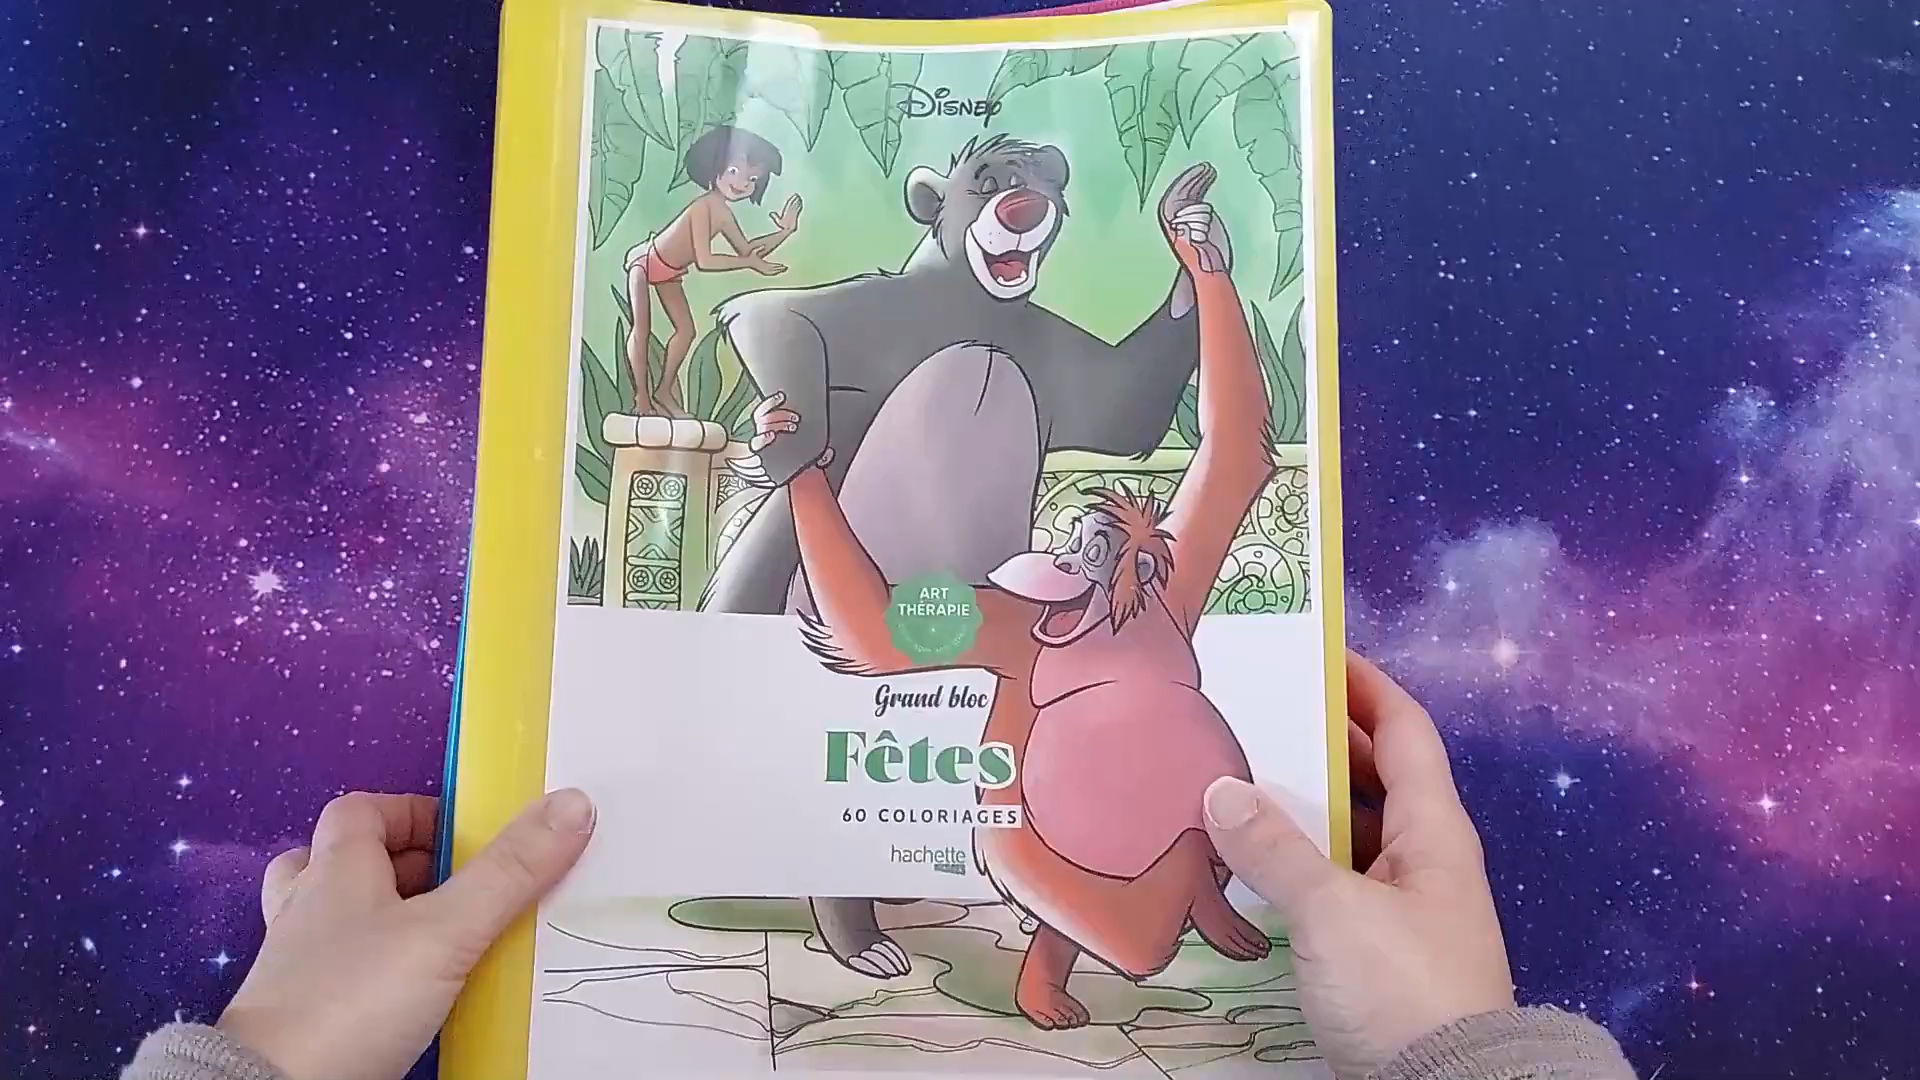 Disney
ART
THÉRAPIE
Grand bloc
Fêtes
60 COLORIAGES
hachette